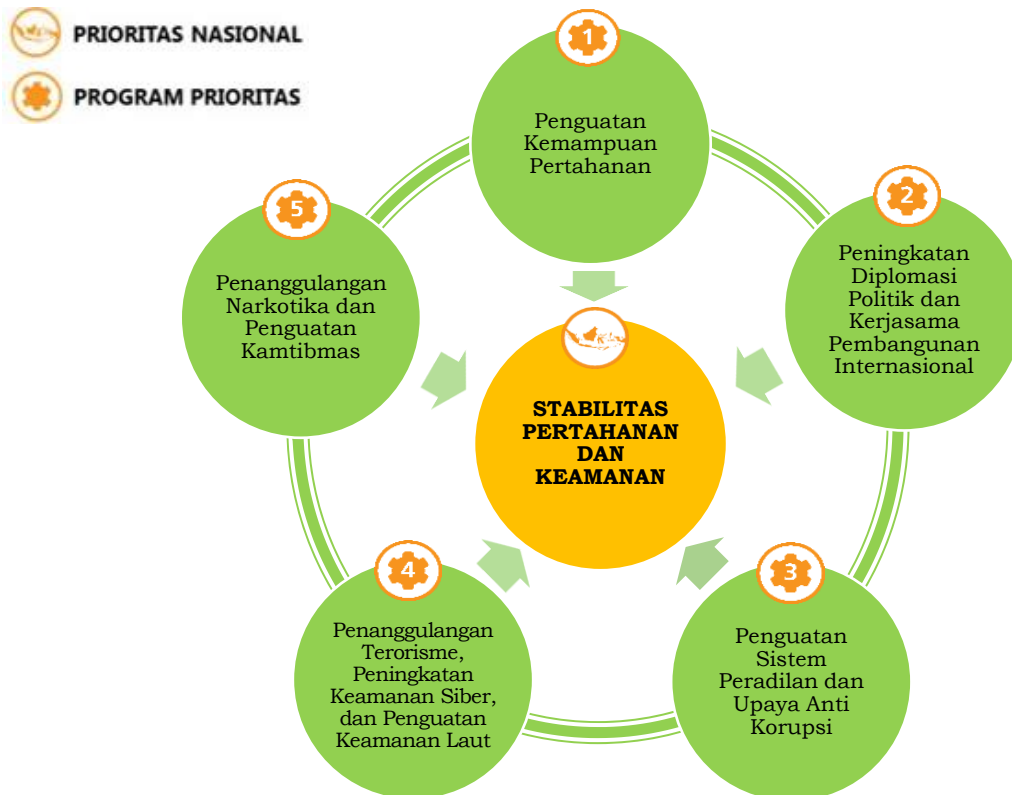 PRIORITAS NASIONAL
PROGRAM PRIORITAS
1
Penguatan
Kemampuan
Pertahanan
2
Peningkatan
Diplomasi
Politik dan
Kerjasama
Pembangunan
Internasional
3
Penguatan
Sistem
Peradilan dan
Upaya Anti
Korupsi
4
Penanggulangan
Terorisme,
Peningkatan
Keamanan Siber,
dan Penguatan
Keamanan Laut
5
Penanggulangan
Narkotika dan
Penguatan
Kamtibmas
STABILITAS
PERTAHANAN
DAN
KEAMANAN